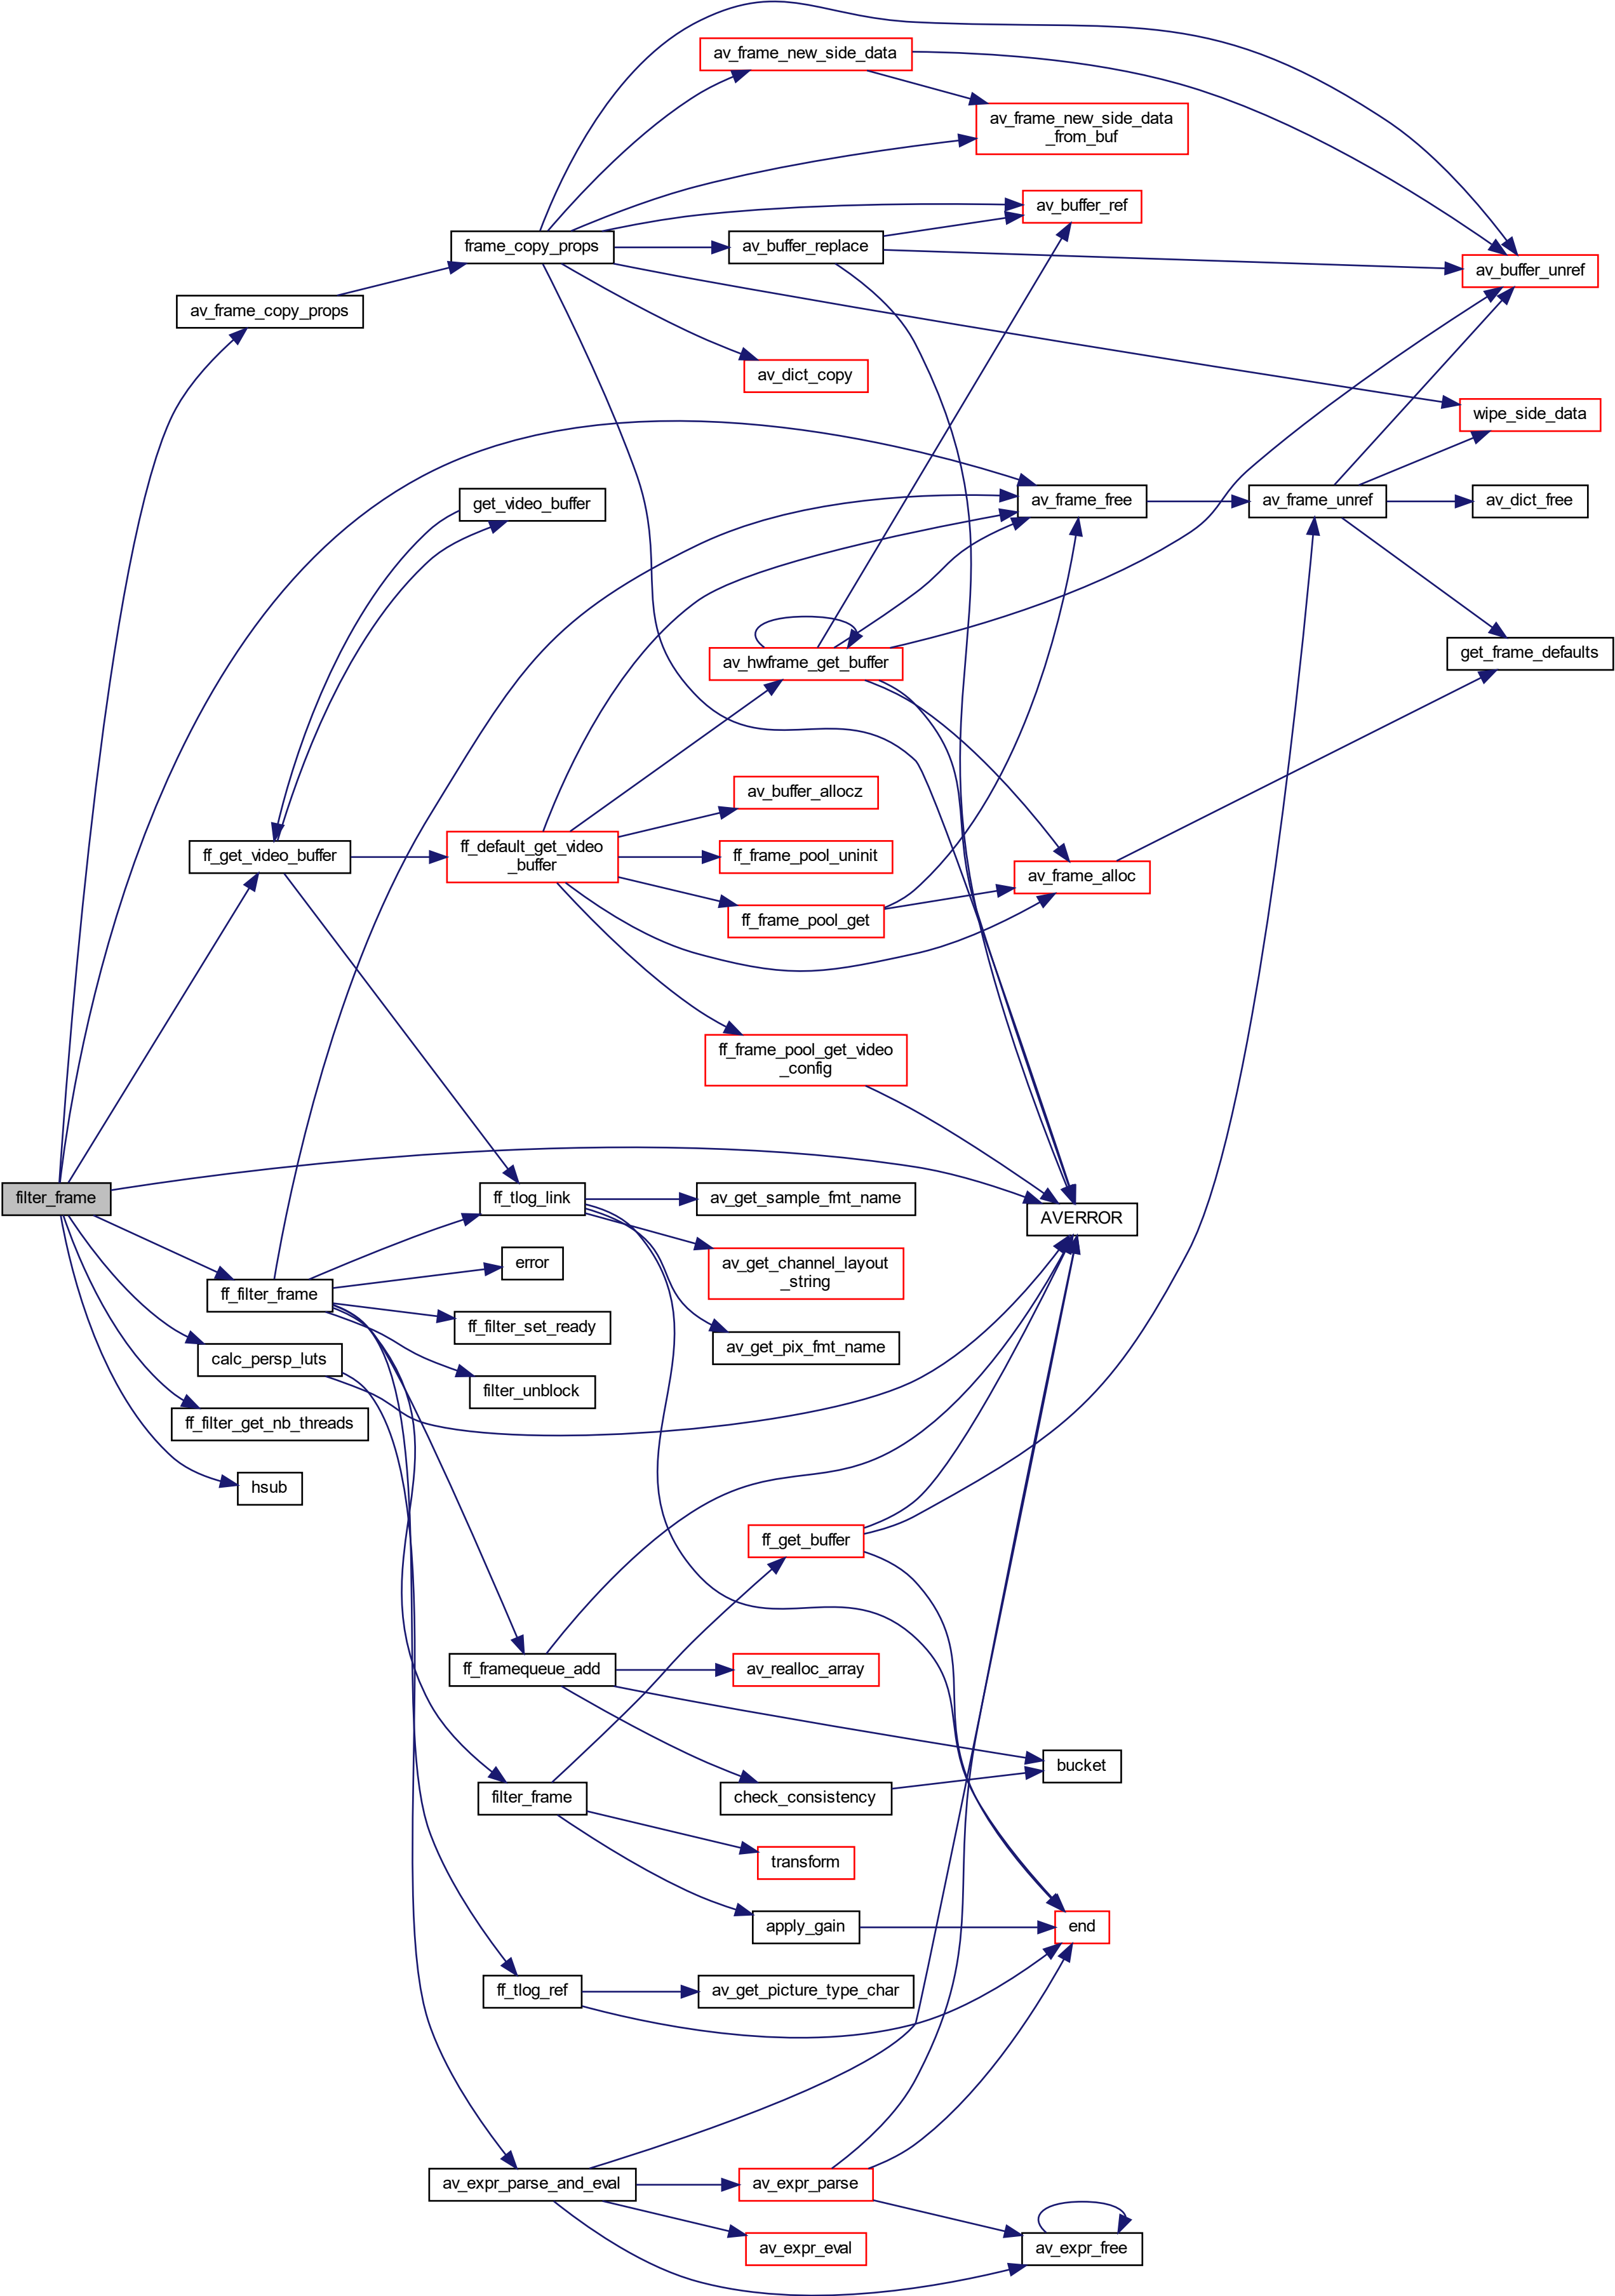 av_frame_new_side_data
av_frame_new_side_data
_from_buf
av_buffer_ref
frame_copy_props
av_buffer_replace
av_buffer_unref
av_frame_copy_props
av_dict_copy
wipe_side_data
get_video_buffer
av_frame_free
av_frame_unref
av_dict_free
av_hwframe_get_buffer
get_frame_defaults
av_buffer_allocz
ff_get_video_buffer
ff_default_get_video
_buffer
ff_frame_pool_uninit
av_frame_alloc
ff_frame_pool_get
ff_frame_pool_get_video
_config
filter_frame
ff_tlog_link
av_get_sample_fmt_name
AVERROR
error
av_get_channel_layout
_string
ff_filter_frame
ff_filter_set_ready
av_get_pix_fmt_name
calc_persp_luts
filter_unblock
ff_filter_get_nb_threads
hsub
ff_get_buffer
ff_framequeue_add
av_realloc_array
bucket
filter_frame
check_consistency
transform
apply_gain
end
ff_tlog_ref
av_get_picture_type_char
av_expr_parse_and_eval
av_expr_parse
av_expr_eval
av_expr_free